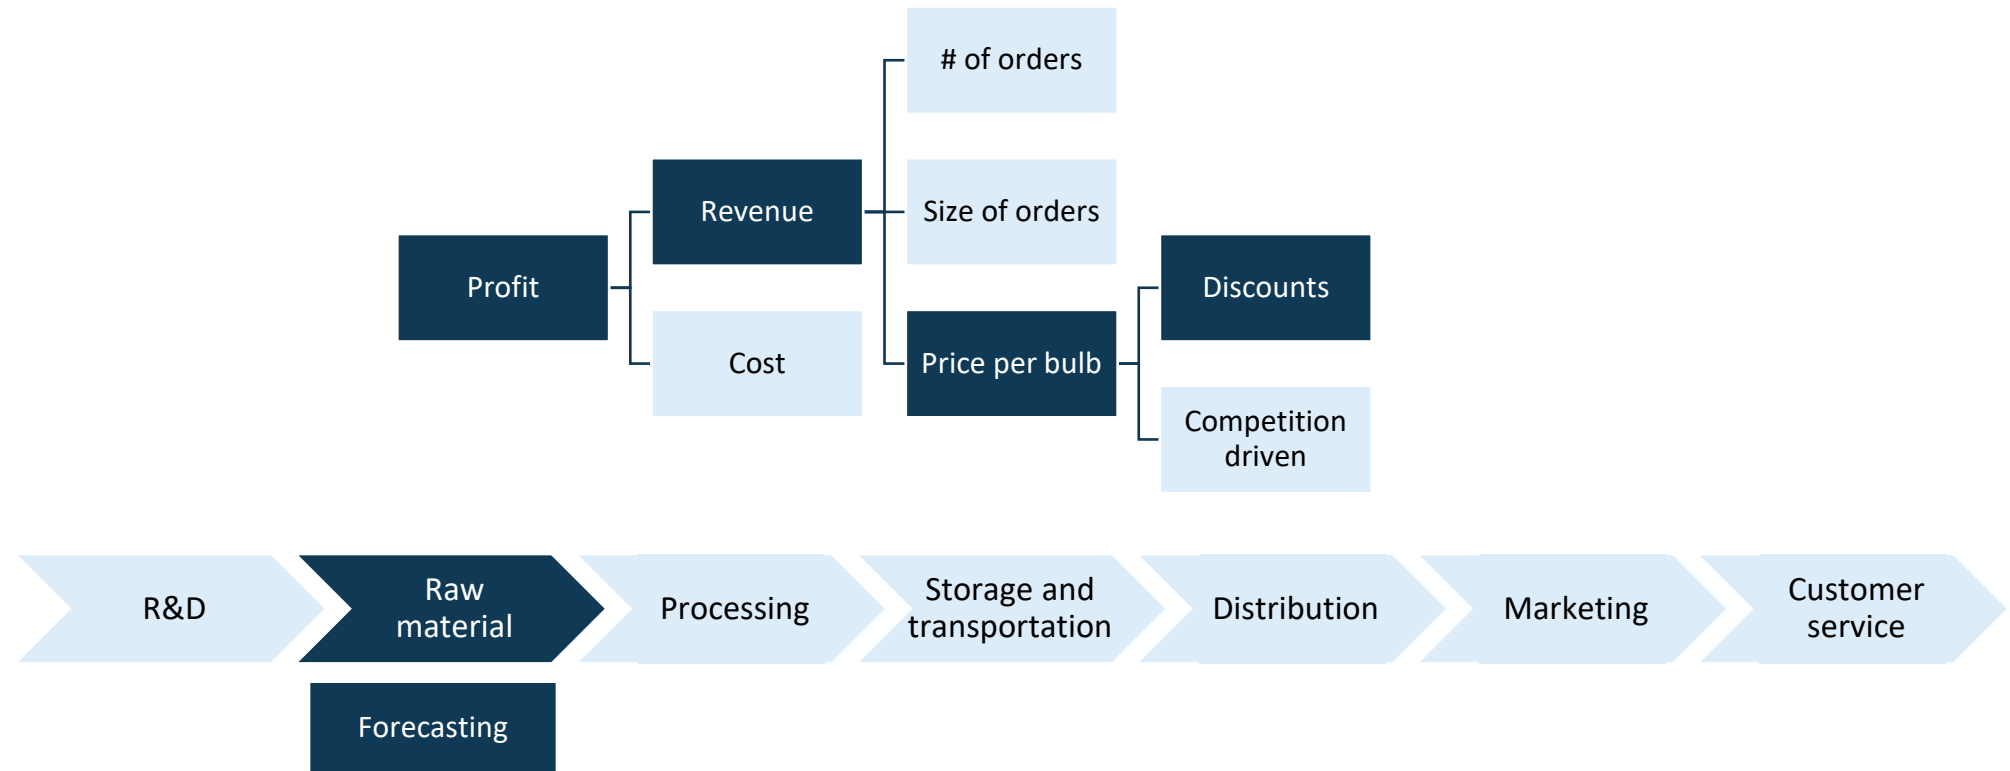 # of orders
Revenue
Size of orders
Profit
Discounts
Cost
Price per bulb
Competition
driven
R&D
Raw
material
Processing
Storage and
transportation
Distribution
Marketing
Customer
service
Forecasting